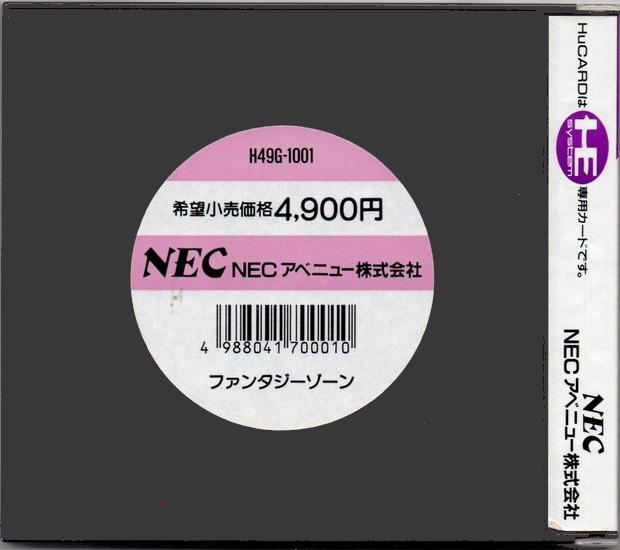 H49G-1001
希望小売価格4,900円
NEC NECアベニュー株式会社
4 988041 700010
ファンタジーゾーン
HuCARDは HE system 専用カードです。
NEC
NECアベニュー株式会社